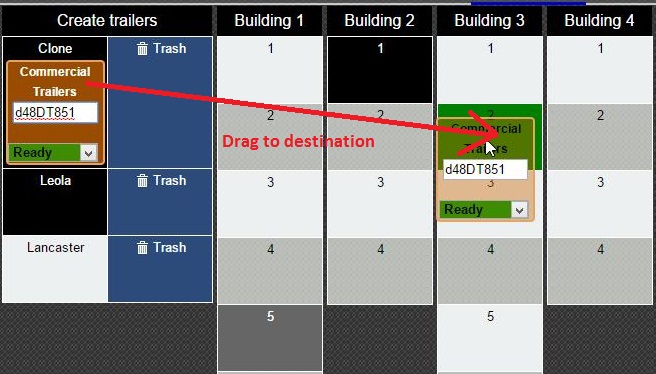 Create trailers Building 1 Building 2 Building 3 Building 4
Clone Trash 1 1 1 1
Commercial
Trailers
d48DT851
Ready
2 2 2 2
Commercial
Trailers
d48DT851
Ready
Drag to destination
Leola Trash 3 3 3 3
Lancaster Trash 4 4 4 4
5 5